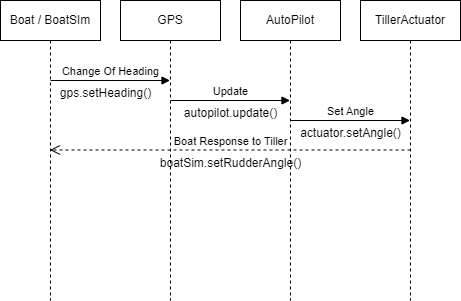 Boat / BoatSIm
GPS
AutoPilot
TillerActuator
Change Of Heading
gps.setHeading()
Update
autopilot.update()
Set Angle
actuator.setAngle()
Boat Response to Tiller
boatSim.setRudderAngle()